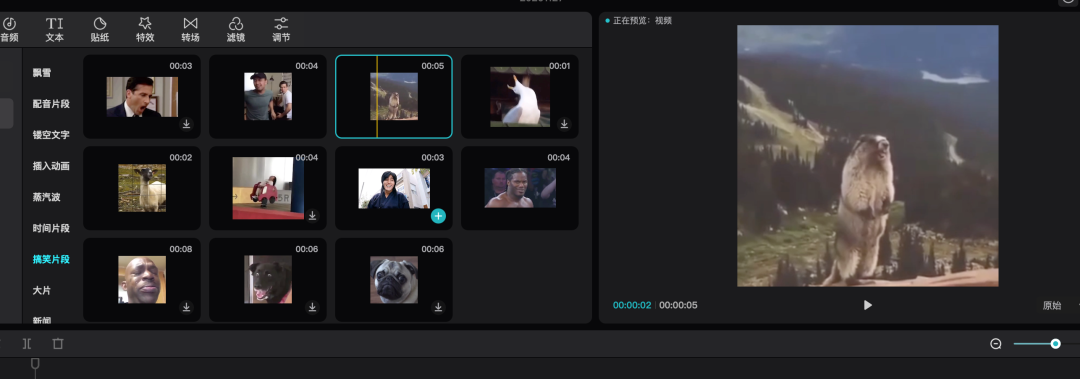 正在预览: 视频
音频
TI
文本
贴纸
特效
转场
滤镜
调节
飘雪
配音片段
镂空文字
插入动画
蒸汽波
时间片段
搞笑片段
大片
新闻
00:03
00:04
00:05
00:01
00:02
00:04
00:03
00:04
00:08
00:06
00:06
00:00:02 00:00:05
原始